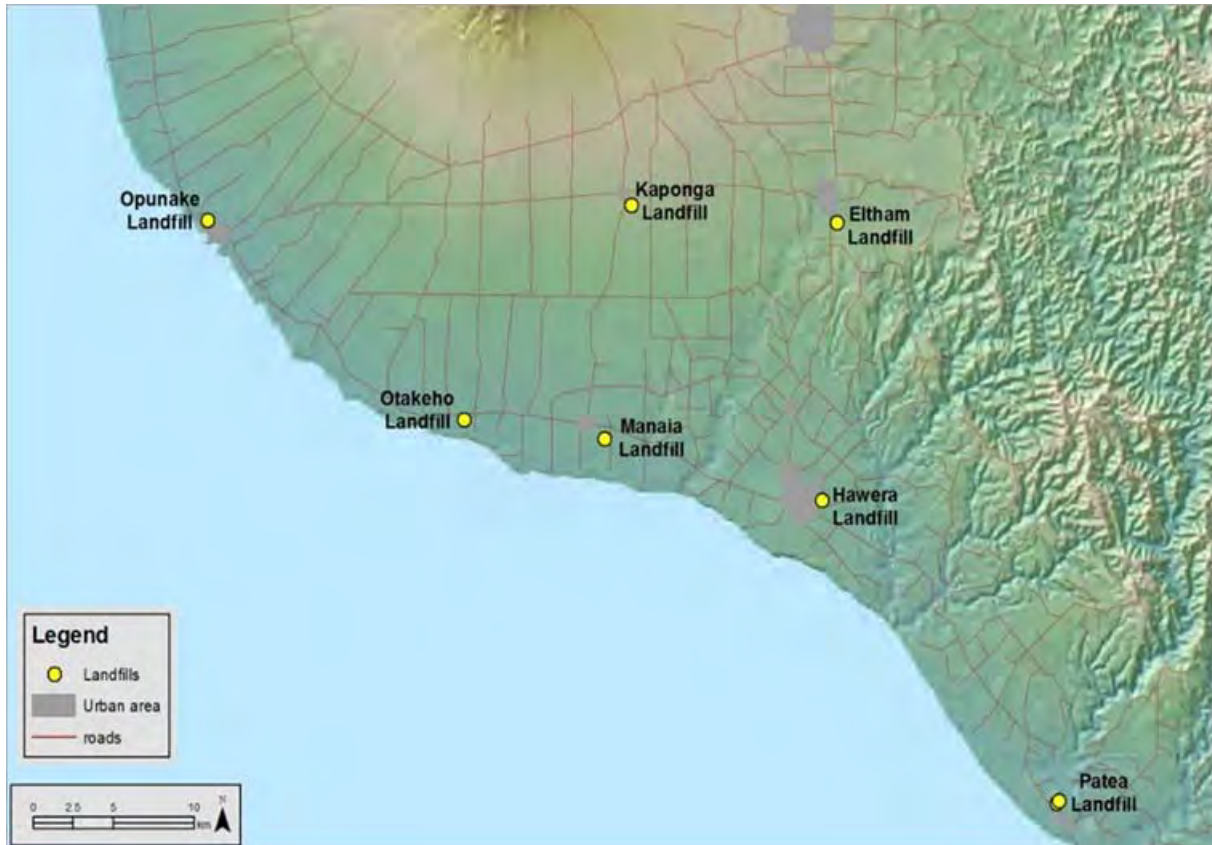 Opunake
Landfill
Kaponga
Landfill
Eltham
Landfill
Otakeho
Landfill
Manaia
Landfill
Hawera
Landfill
Legend
Landfills
Urban area
roads
0 2.5 5 10
km
N
Patea
Landfill